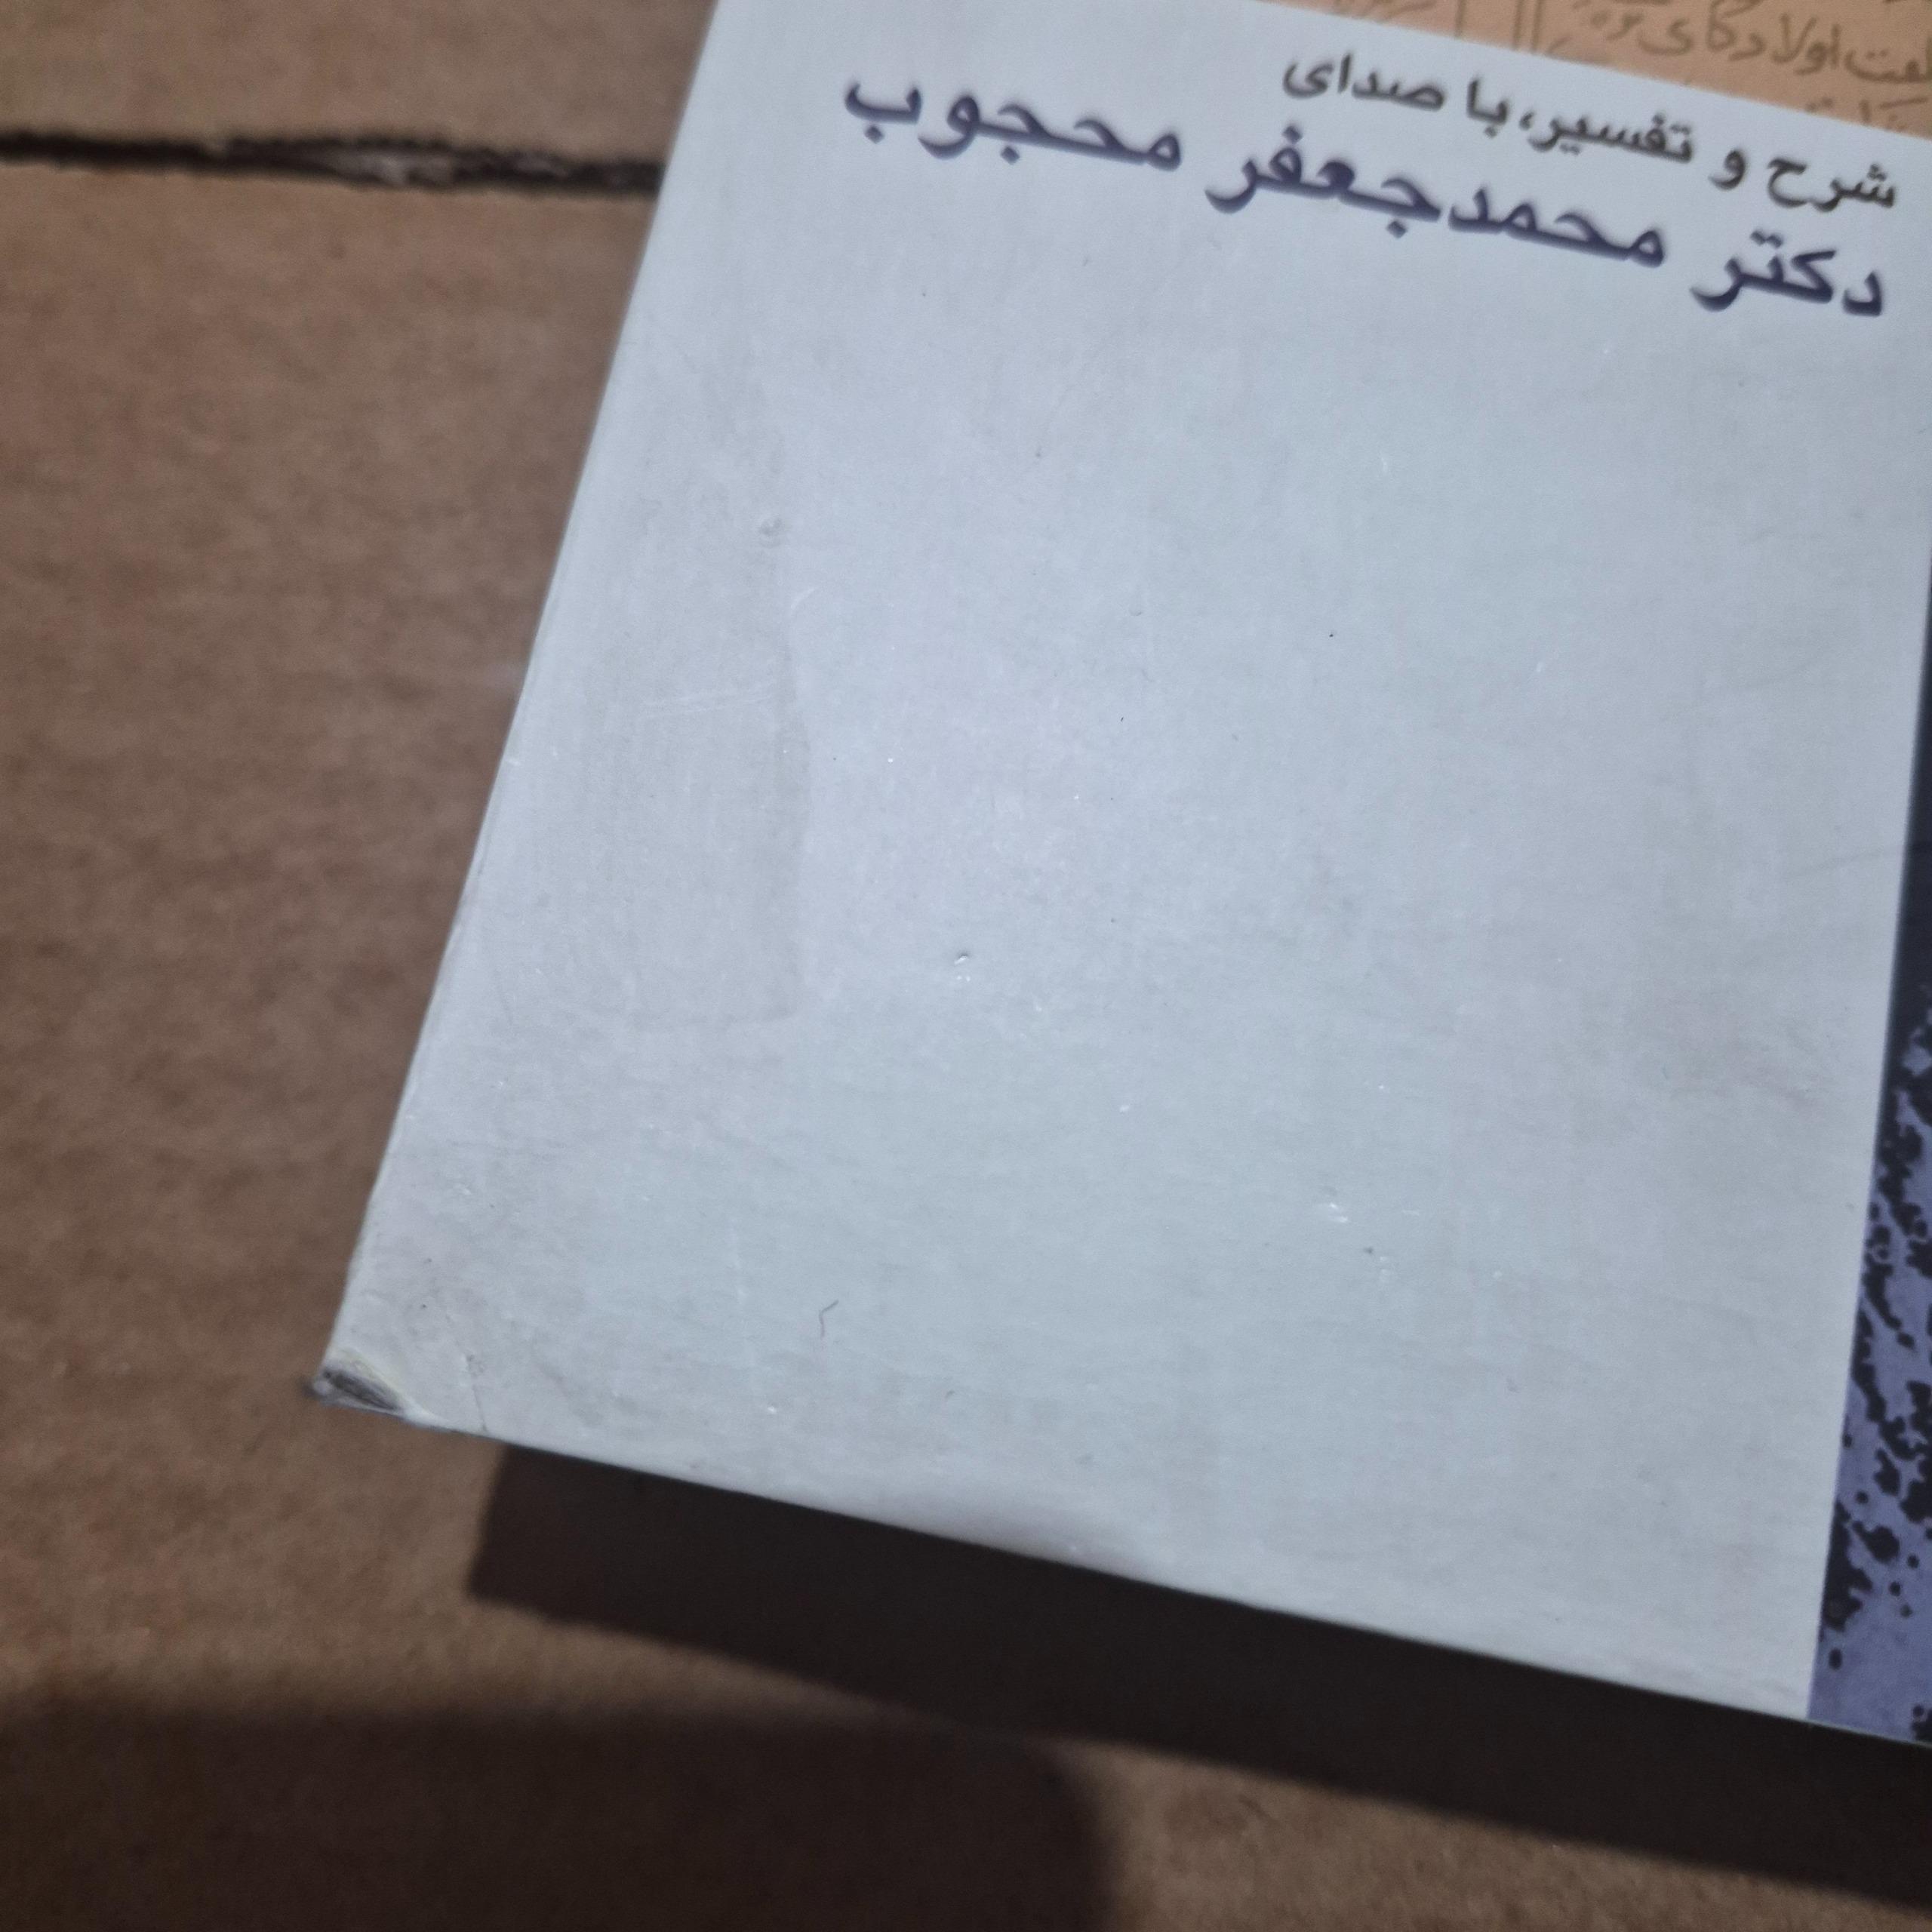 شرح و تفسیر، با صدای
دکتر محمدجعفر محجوب